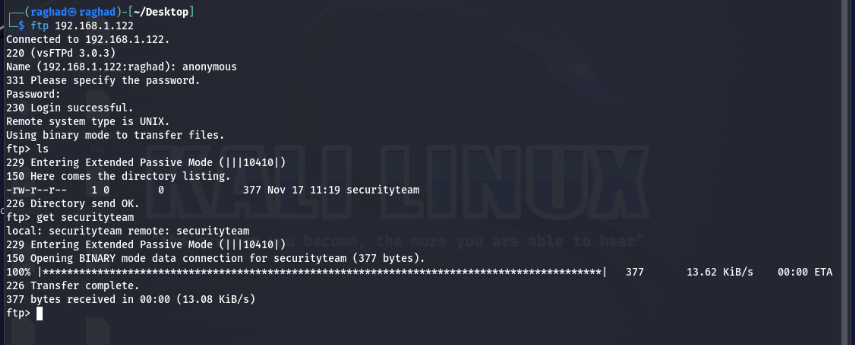 (raghad㉿raghad)-[~/Desktop]
$ ftp 192.168.1.122
Connected to 192.168.1.122.
220 (vsFTPd 3.0.3)
Name (192.168.1.122:raghad): anonymous
331 Please specify the password.
Password:
230 Login successful.
Remote system type is UNIX.
Using binary mode to transfer files.
ftp> ls
229 Entering Extended Passive Mode (|||10410|)
150 Here comes the directory listing.
-rw-r--r-- 1 0 0 377 Nov 17 11:19 securityteam
226 Directory send OK.
ftp> get securityteam
local: securityteam remote: securityteam
229 Entering Extended Passive Mode (|||10410|)
150 Opening BINARY mode data connection for securityteam (377 bytes).
100% |***********************************************************************************| 377 13.62 KiB/s 00:00 ETA
226 Transfer complete.
377 bytes received in 00:00 (13.08 KiB/s)
ftp>
KALI LINUX
become, the more you are able to hear"